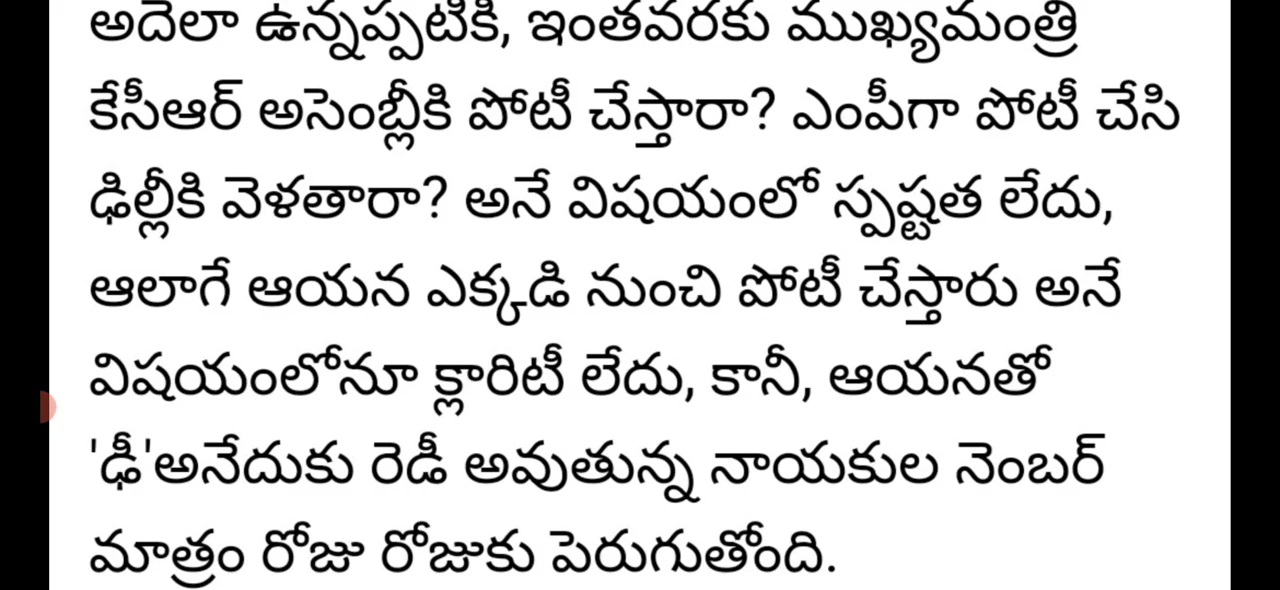 అదేలా ఉన్నప్పటికీ, ఇంతవరకు ముఖ్యమంత్రి
కేసీఆర్ అసెంబ్లీకి పోటీ చేస్తారా? ఎంపీగా పోటీ చేసి
ఢిల్లీకి వెళతారా? అనే విషయంలో స్పష్టత లేదు,
ఆలాగే ఆయన ఎక్కడి నుంచి పోటీ చేస్తారు అనే
విషయంలోనూ క్లారిటీ లేదు, కానీ, ఆయనతో
'ఢీ'అనేదుకు రెడీ అవుతున్న నాయకుల నెంబర్
మాత్రం రోజు రోజుకు పెరుగుతోంది.